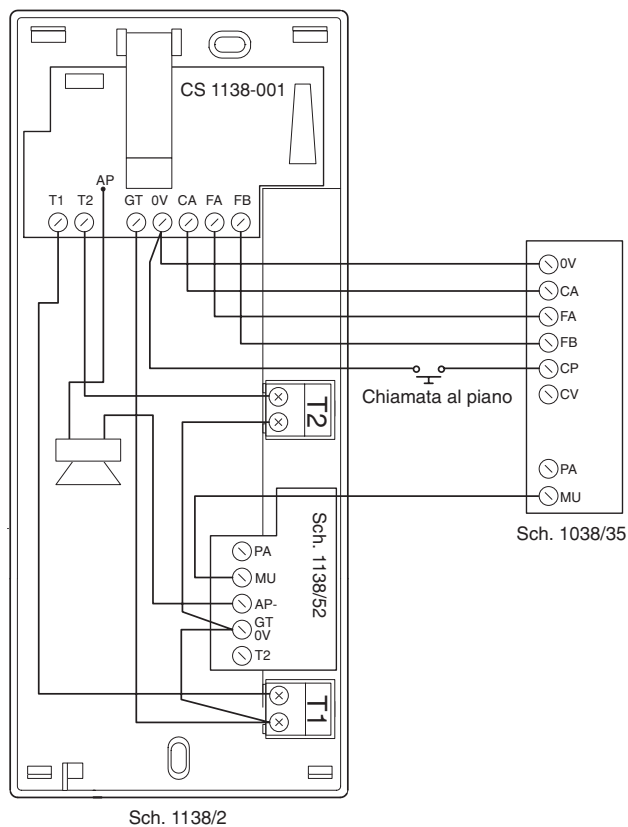 CS 1138-001
AP
T1 T2 GT 0V CA FA FB
0V
CA
FA
FB
CP
CV
PA
MU
Chiamata al piano
Sch. 1038/35
T2
Sch. 1138/52
PA
MU
AP-
GT
0V
T2
T1
Sch. 1138/2